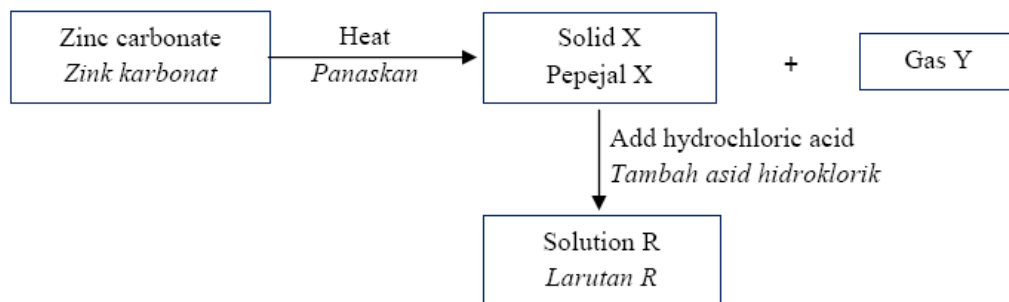 Zinc carbonate
Zink karbonat
Heat
Panaskan
Solid X
Pepejal X
+
Gas Y
Add hydrochloric acid
Tambah asid hidroklorik
Solution R
Larutan R